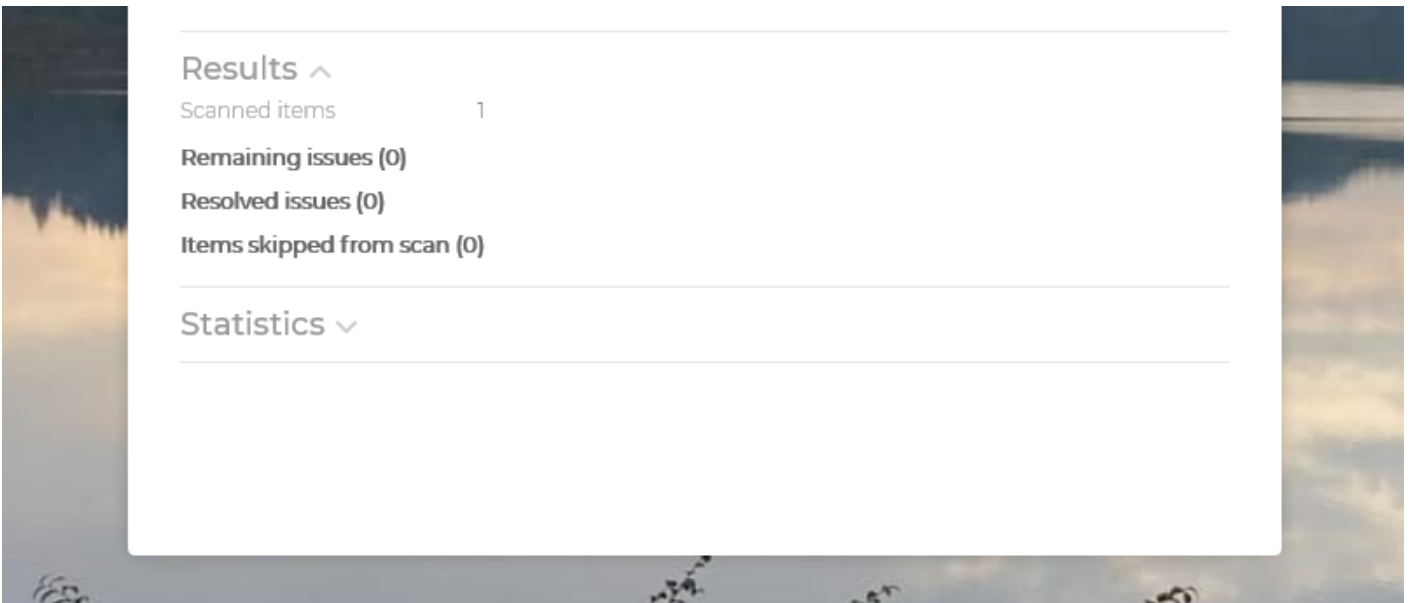 Results
Scanned items 1
Remaining issues (0)
Resolved issues (0)
Items skipped from scan (0)
Statistics